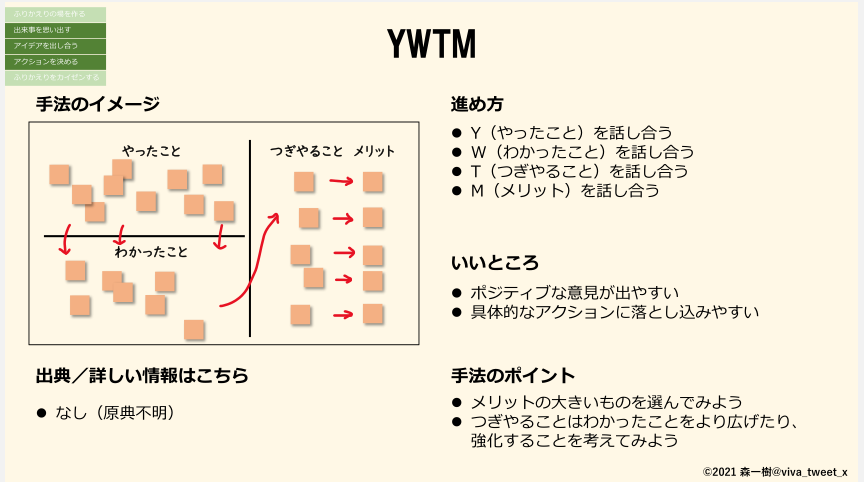 ふりかえりの場を作る
出来事を思い出す
アイデアを出し合う
アクションを決める
ふりかえりをカイゼンする
YWTM
手法のイメージ
やったこと
つぎやること メリット
わかったこと
出典／詳しい情報はこちら
● なし（原典不明）
進め方
● Y（やったこと）を話し合う
● W（わかったこと）を話し合う
● T（つぎやること）を話し合う
● M（メリット）を話し合う
いいところ
● ポジティブな意見が出やすい
● 具体的なアクションに落とし込みやすい
手法のポイント
● メリットの大きいものを選んでみよう
● つぎやることはわかったことをより広げたり、
強化することを考えてみよう
©2021 森一樹@viva_tweet_x